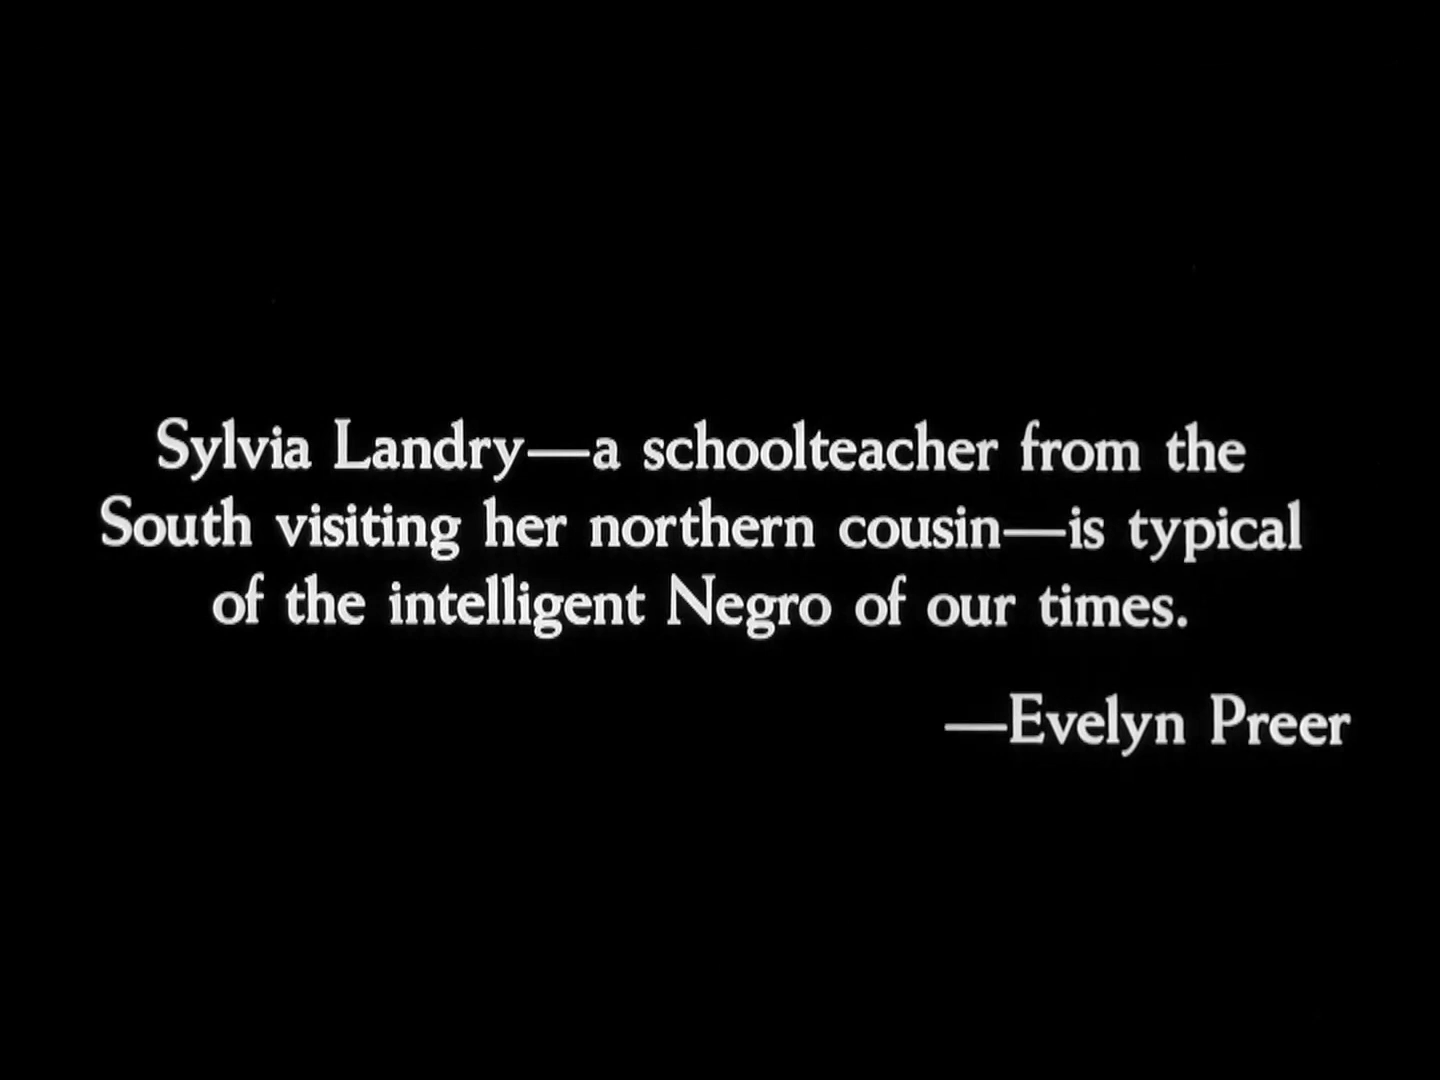 Sylvia Landry—a schoolteacher from the
South visiting her northern cousin—is typical
of the intelligent Negro of our times.
—Evelyn Preer